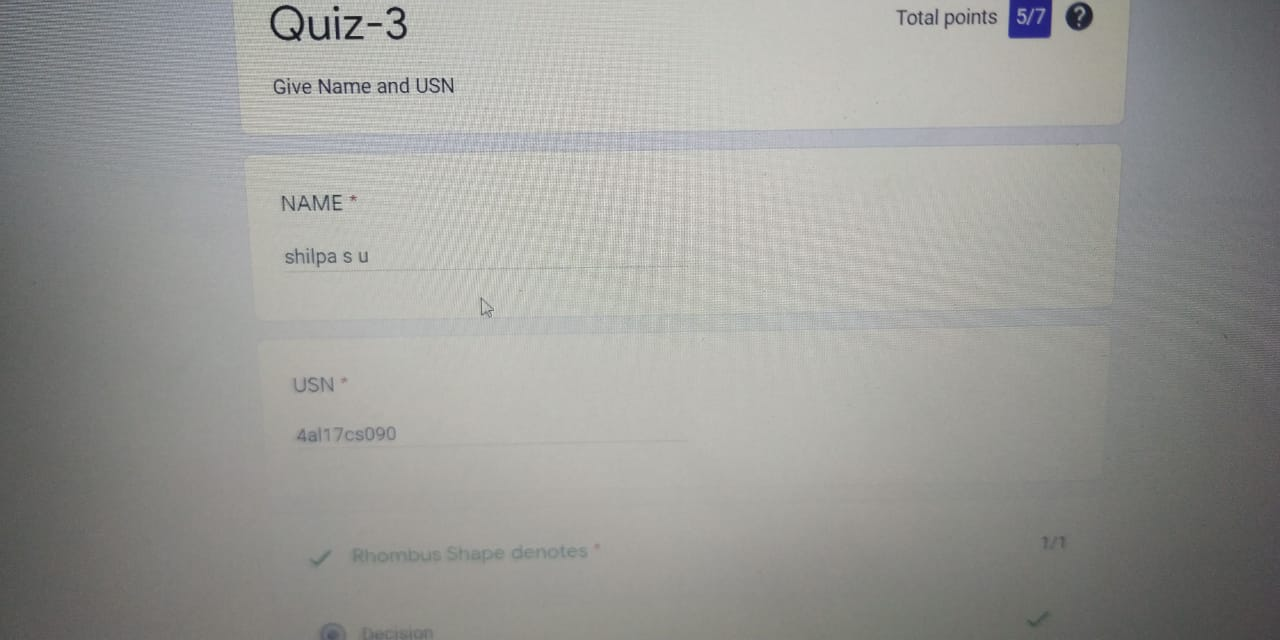 Quiz-3
Total points 5/7 ?
Give Name and USN
NAME *
shilpa s u
USN *
4al17cs090
Rhombus Shape denotes * 1/1
Decision